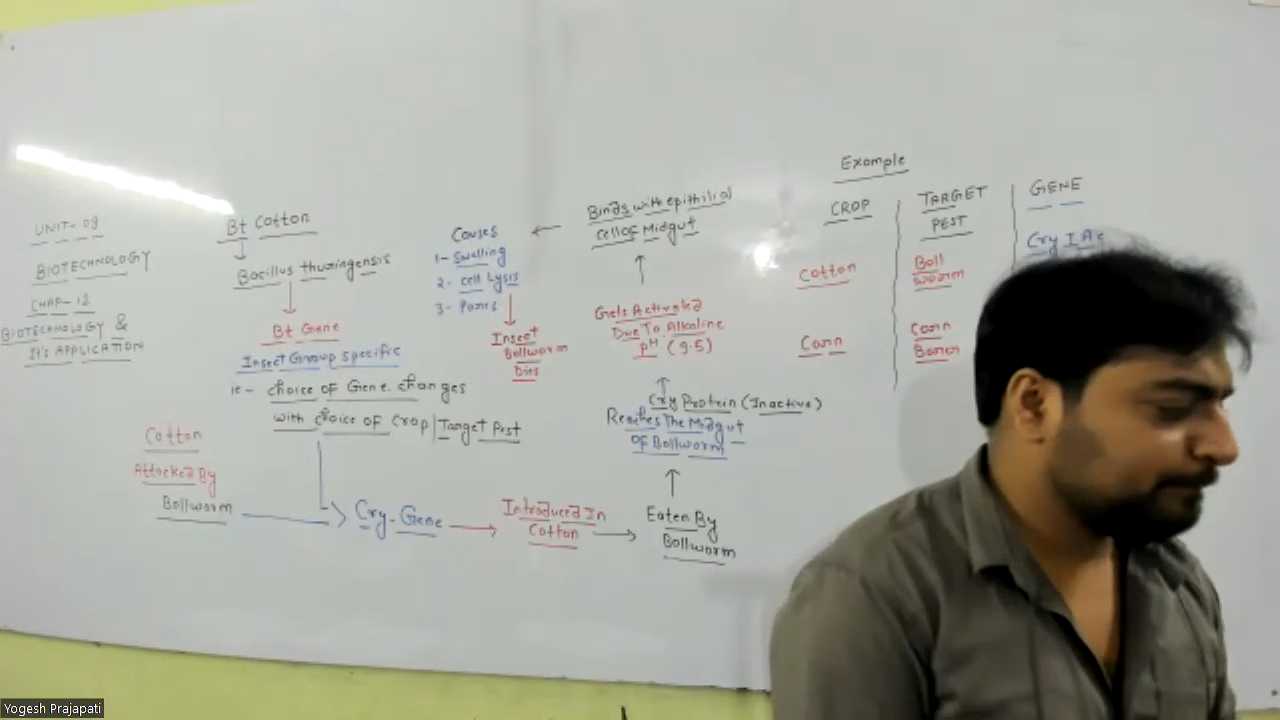 UNIT-09
BIOTECHNOLOGY
CHAP-12
BIOTECHNOLOGY &
It's APPLICATION
Bt Cotton
Bacillus thuringensis
Bt Gene
Insect Group specific
ie - choice of Gene changes
with choice of Crop | Target Pest
Cotton
Attacked By
Bollworm
Cry-Gene
Introduced In
Cotton
Eaten By
Bollworm
Cry Protein (Inactive)
Reaches The Midgut
OF Bollworm
Gets Activated
Due To Alkaline
pH (9.5)
Binds with epithilial
Cell OF Midgut
Causes
1- Swelling
2- Cell Lysis
3- Pores
Insect
Bollworm
Dies
Example
CROP
TARGET
PEST
GENE
Cotton
Boll
Worm
Cry I Ac
Corn
Corn
Borer
Yogesh Prajapati